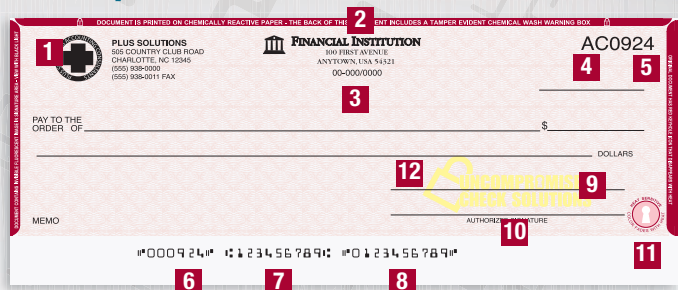 DOCUMENT IS PRINTED ON CHEMICALLY REACTIVE PAPER - THE BACK OF THIS DOCUMENT INCLUDES A TAMPER EVIDENT CHEMICAL WASH WARNING BOX
2
1
PLUS SOLUTIONS
505 COUNTRY CLUB ROAD
CHARLOTTE, NC 12345
(555) 938-0000
(555) 938-0011 FAX
FINANCIAL INSTITUTION
100 FIRST AVENUE
ANYTOWN, USA 54321
00-000/0000
3
AC0924
4
5
PAY TO THE
ORDER OF
$
DOLLARS
12
UNCOMPROMISED
CHECK SOLUTIONS
9
MEMO
AUTHORIZED SIGNATURE
10
11
⑈000924⑈ ⑆123456789⑆ ⑈0123456789⑈
6
7
8